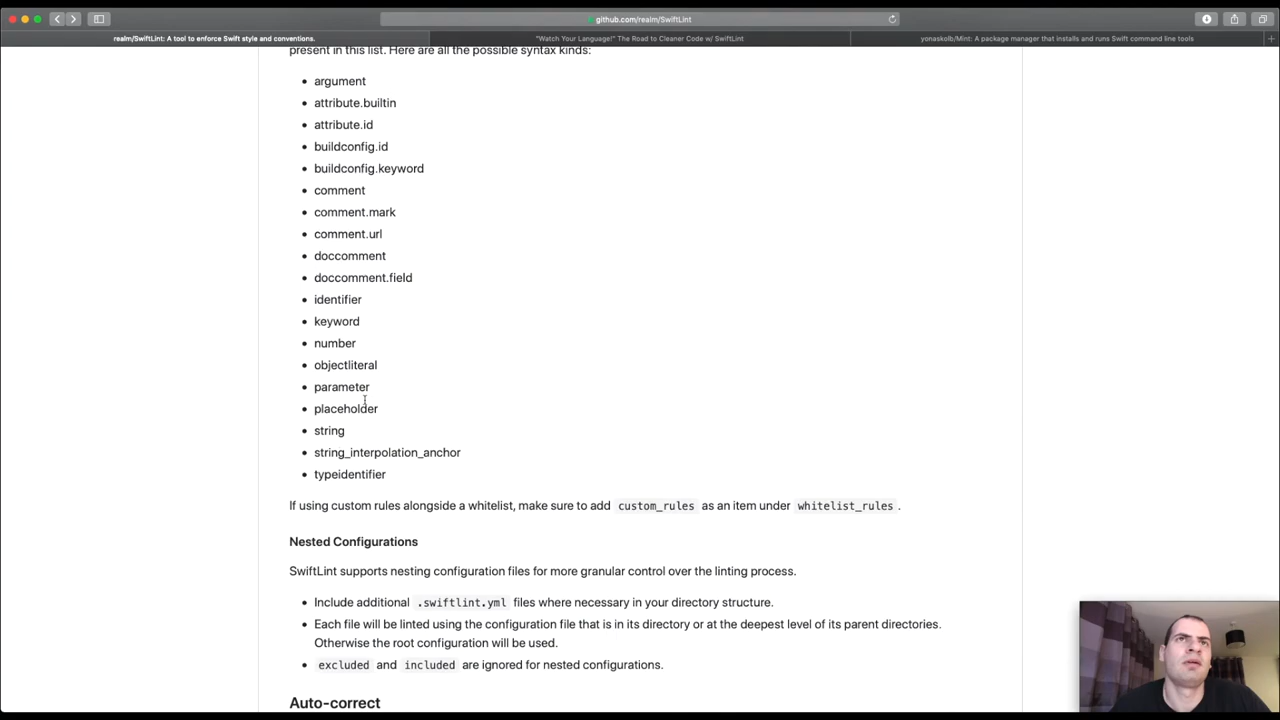 github.com/realm/SwiftLint
realm/SwiftLint: A tool to enforce Swift style and conventions.
"Watch Your Language!" The Road to Cleaner Code w/ SwiftLint
yonaskolb/Mint: A package manager that installs and runs Swift command line tools
present in this list. Here are all the possible syntax kinds:
argument
attribute.builtin
attribute.id
buildconfig.id
buildconfig.keyword
comment
comment.mark
comment.url
doccomment
doccomment.field
identifier
keyword
number
objectliteral
parameter
placeholder
string
string_interpolation_anchor
typeidentifier
If using custom rules alongside a whitelist, make sure to add custom_rules as an item under whitelist_rules .
Nested Configurations
SwiftLint supports nesting configuration files for more granular control over the linting process.
Include additional .swiftlint.yml files where necessary in your directory structure.
Each file will be linted using the configuration file that is in its directory or at the deepest level of its parent directories.
Otherwise the root configuration will be used.
excluded and included are ignored for nested configurations.
Auto-correct